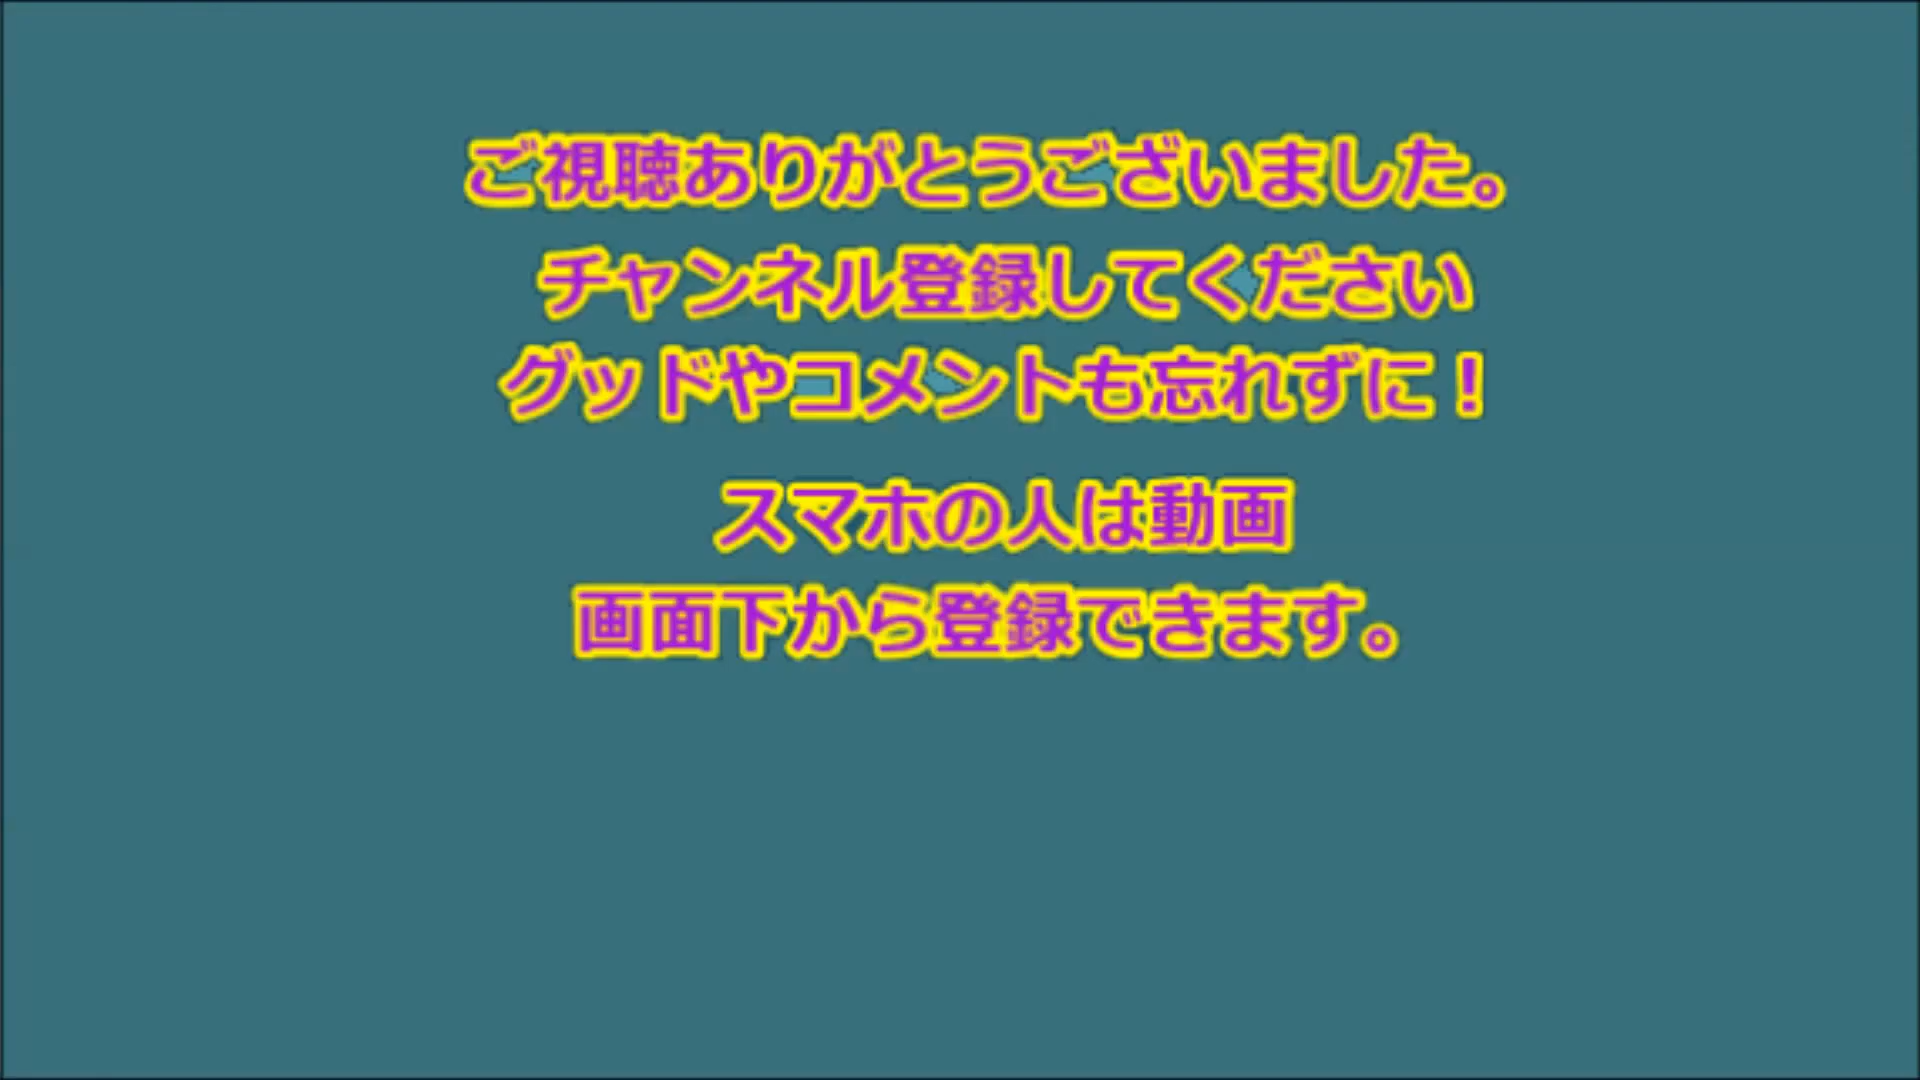 ご視聴ありがとうございました。
チャンネル登録してください
グッドやコメントも忘れずに！
スマホの人は動画
画面下から登録できます。